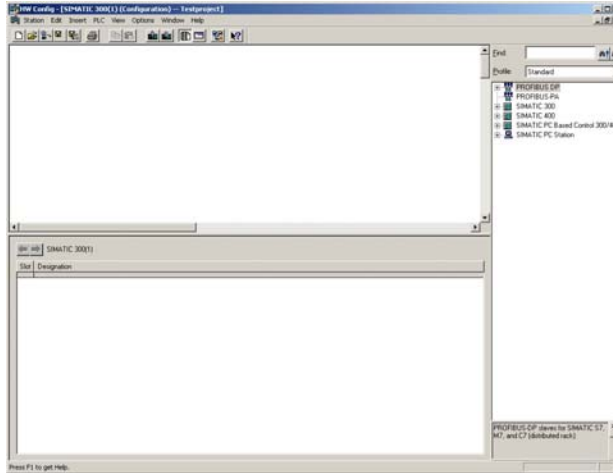 HW Config - [SIMATIC 300(1) (Configuration) -- Testproject]
Station Edit Insert PLC View Options Window Help
Find:
Profile: Standard
PROFIBUS-DP
PROFIBUS-PA
SIMATIC 300
SIMATIC 400
SIMATIC PC Based Control 300/4
SIMATIC PC Station
SIMATIC 300(1)
Slot Designation
PROFIBUS-DP slaves for SIMATIC S7,
M7, and C7 (distributed rack)
Press F1 to get Help.